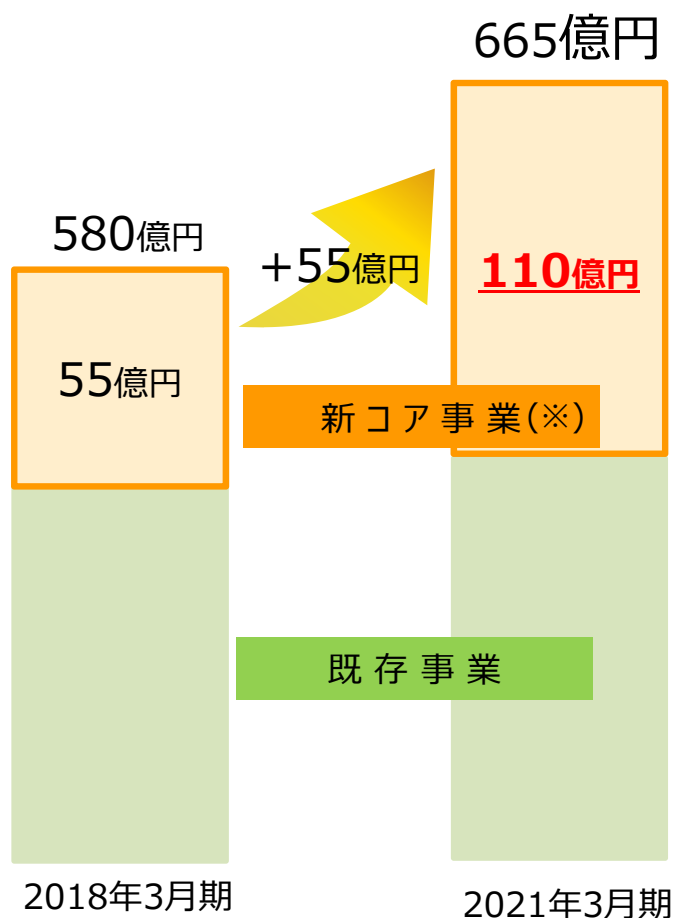 665億円
580億円
+55億円
110億円
55億円
新コア事業(※)
既存事業
2018年3月期
2021年3月期